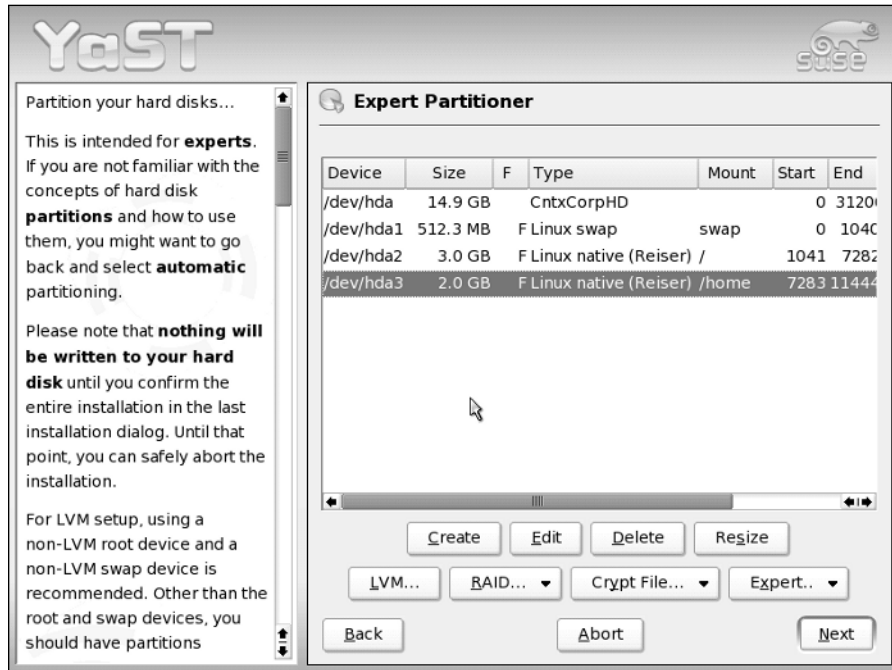 YaST
SUSE
Partition your hard disks...
This is intended for experts.
If you are not familiar with the
concepts of hard disk
partitions and how to use
them, you might want to go
back and select automatic
partitioning.
Please note that nothing will
be written to your hard
disk until you confirm the
entire installation in the last
installation dialog. Until that
point, you can safely abort the
installation.
For LVM setup, using a
non-LVM root device and a
non-LVM swap device is
recommended. Other than the
root and swap devices, you
should have partitions
Expert Partitioner
Device Size F Type Mount Start End
/dev/hda 14.9 GB CntxCorpHD 0 3120
/dev/hda1 512.3 MB F Linux swap swap 0 1040
/dev/hda2 3.0 GB F Linux native (Reiser) / 1041 7282
/dev/hda3 2.0 GB F Linux native (Reiser) /home 7283 11444
Create Edit Delete Resize
LVM... RAID... Crypt File... Expert..
Back Abort Next